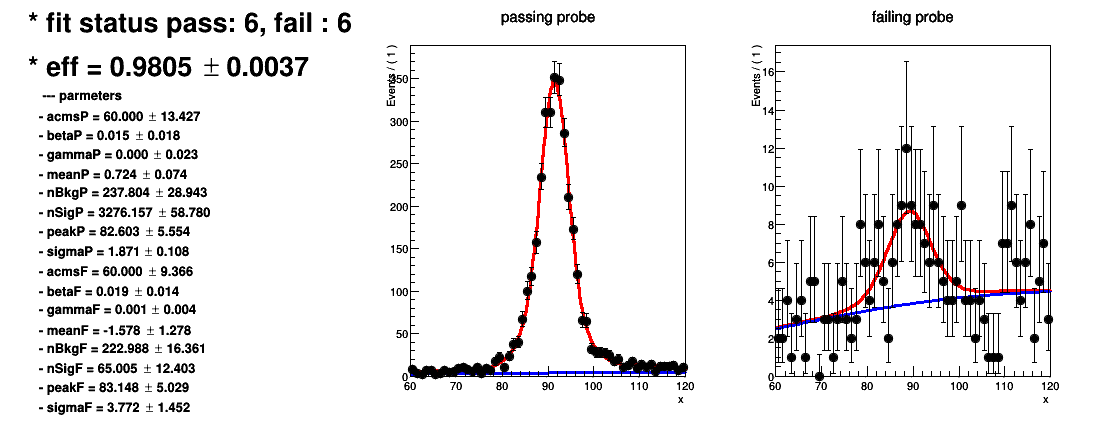 * fit status pass: 6, fail : 6
* eff = 0.9805 ± 0.0037
--- parmeters
- acmsP = 60.000 ± 13.427
- betaP = 0.015 ± 0.018
- gammaP = 0.000 ± 0.023
- meanP = 0.724 ± 0.074
- nBkgP = 237.804 ± 28.943
- nSigP = 3276.157 ± 58.780
- peakP = 82.603 ± 5.554
- sigmaP = 1.871 ± 0.108
- acmsF = 60.000 ± 9.366
- betaF = 0.019 ± 0.014
- gammaF = 0.001 ± 0.004
- meanF = -1.578 ± 1.278
- nBkgF = 222.988 ± 16.361
- nSigF = 65.005 ± 12.403
- peakF = 83.148 ± 5.029
- sigmaF = 3.772 ± 1.452
passing probe
Events / ( 1 )
350
300
250
200
150
100
50
0
60 70 80 90 100 110 120
x
failing probe
Events / ( 1 )
16
14
12
10
8
6
4
2
0
60 70 80 90 100 110 120
x